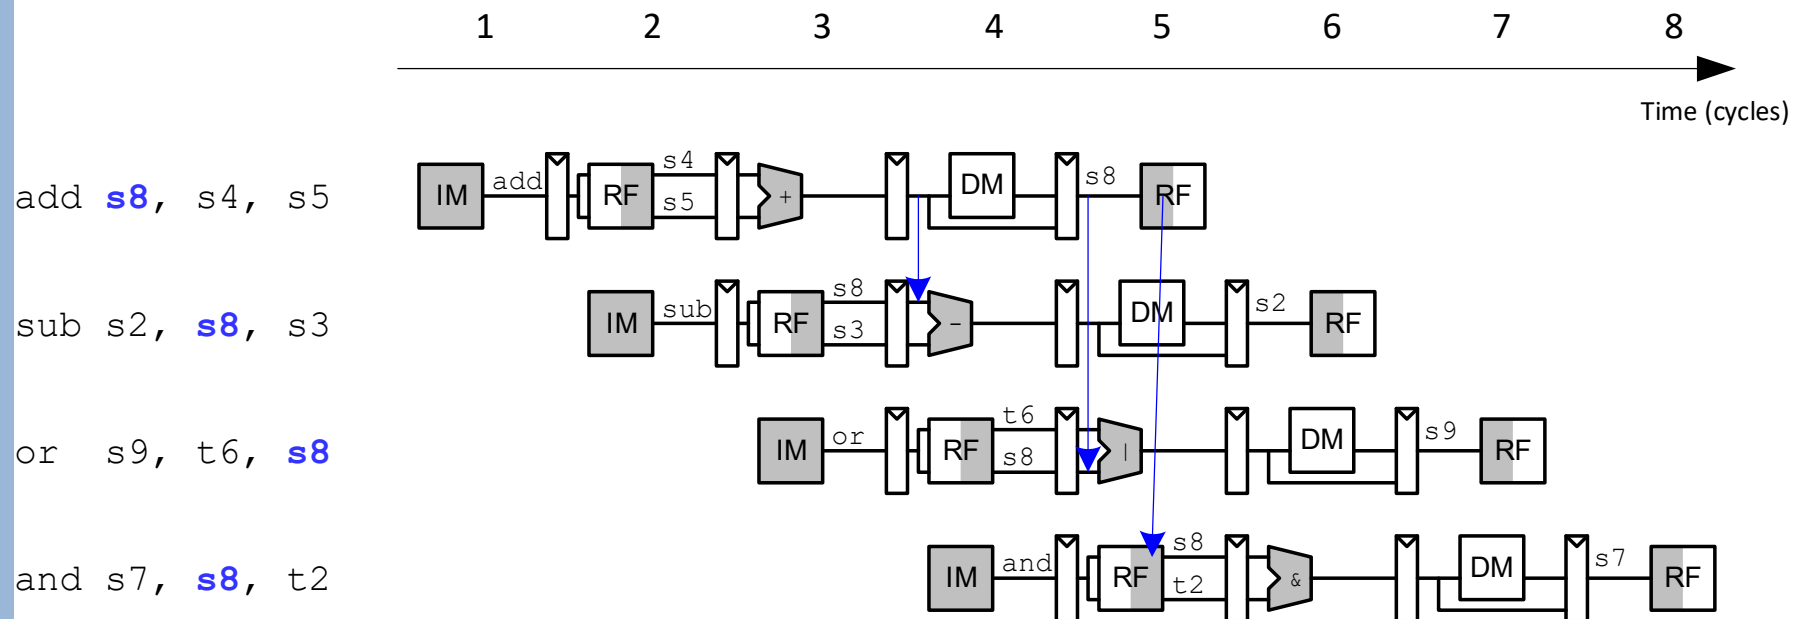 1 2 3 4 5 6 7 8
Time (cycles)
add s8, s4, s5 IM add RF s4 s5 + DM s8 RF
sub s2, s8, s3 IM sub RF s8 s3 - DM s2 RF
or s9, t6, s8 IM or RF t6 s8 | DM s9 RF
and s7, s8, t2 IM and RF s8 t2 & DM s7 RF